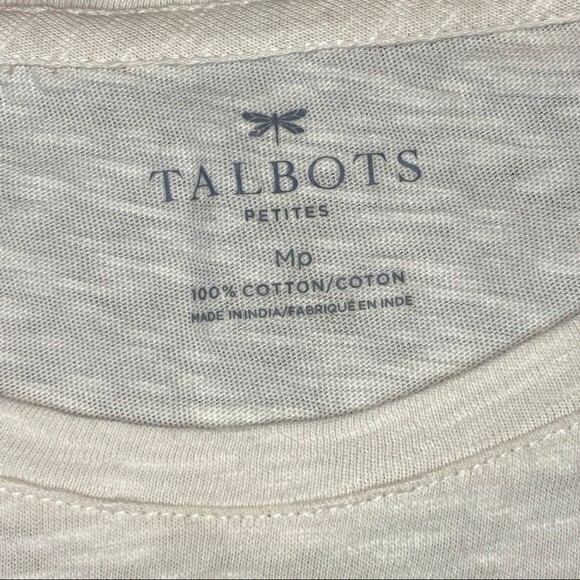 TALBOTS
PETITES
Mp
100% COTTON/COTON
MADE IN INDIA/FABRIQUÉ EN INDE